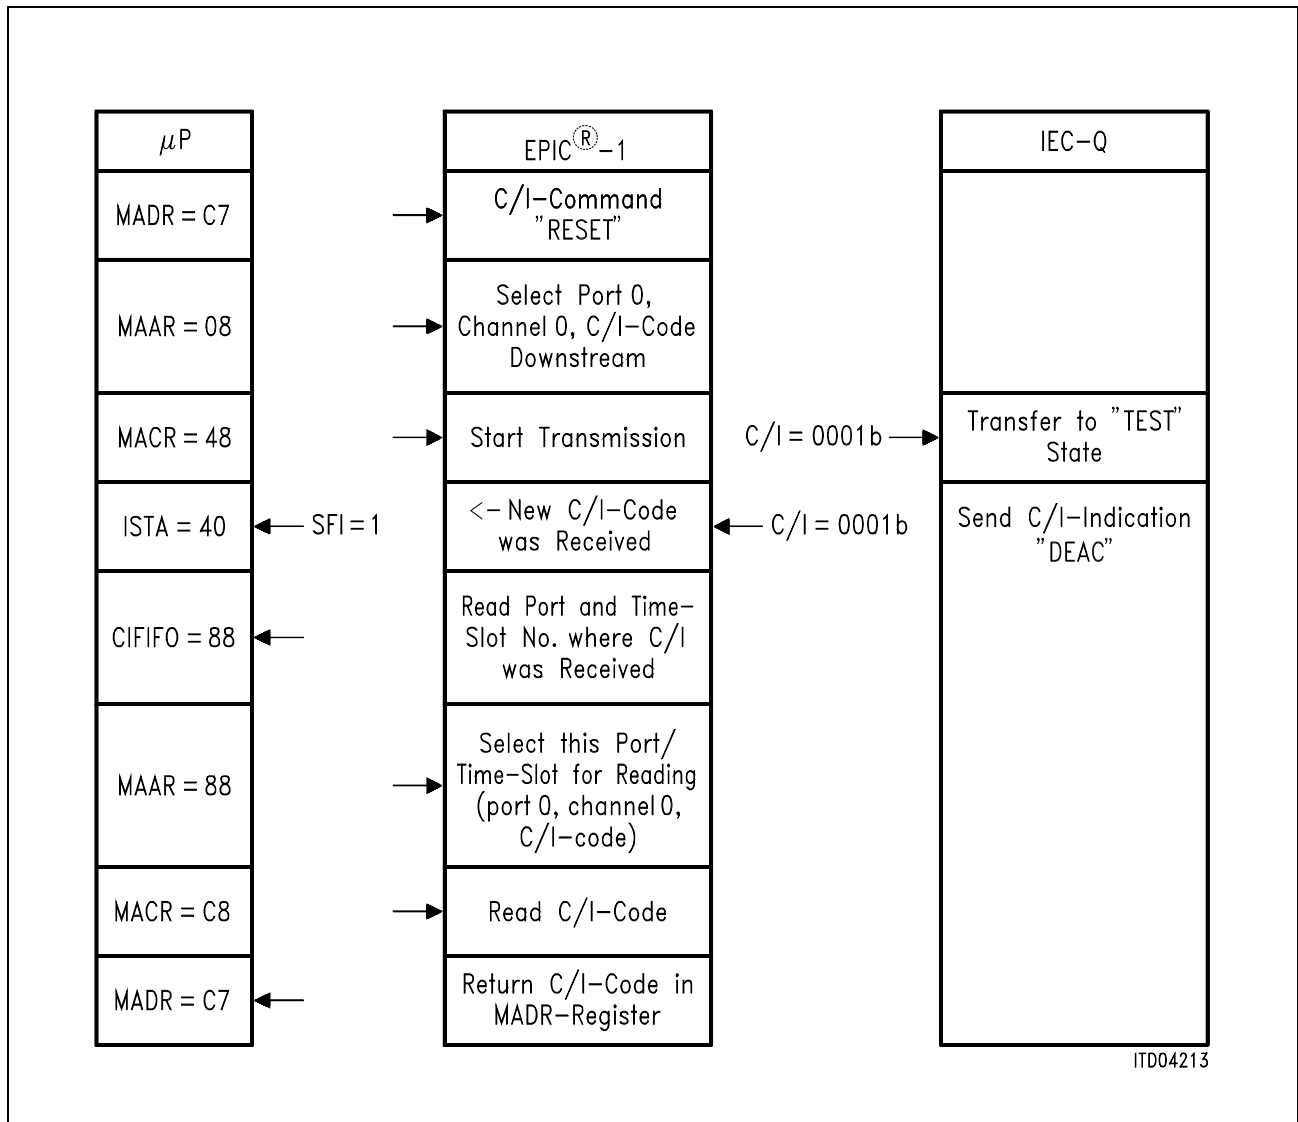 μP
EPIC®-1
IEC-Q
MADR = C7
C/I-Command
"RESET"
MAAR = 08
Select Port 0,
Channel 0, C/I-Code
Downstream
MACR = 48
Start Transmission
C/I = 0001b
Transfer to "TEST"
State
ISTA = 40
SFI = 1
<- New C/I-Code
was Received
C/I = 0001b
Send C/I-Indication
"DEAC"
CIFIFO = 88
Read Port and Time-
Slot No. where C/I
was Received
MAAR = 88
Select this Port/
Time-Slot for Reading
(port 0, channel 0,
C/I-code)
MACR = C8
Read C/I-Code
MADR = C7
Return C/I-Code in
MADR-Register
ITD04213